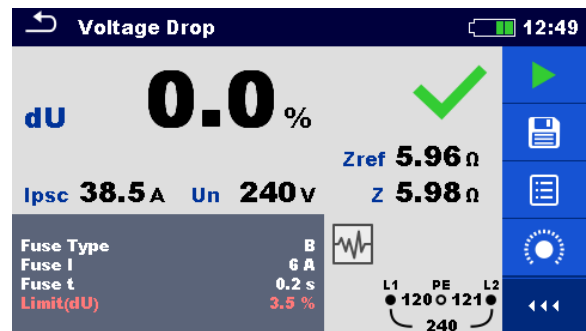 Voltage Drop 12:49
dU 0.0 %
Zref 5.96 Ω
Ipsc 38.5 A Un 240 V Z 5.98 Ω
Fuse Type B
Fuse I 6 A
Fuse t 0.2 s
Limit(dU) 3.5 %
L1 PE L2
120 121
240